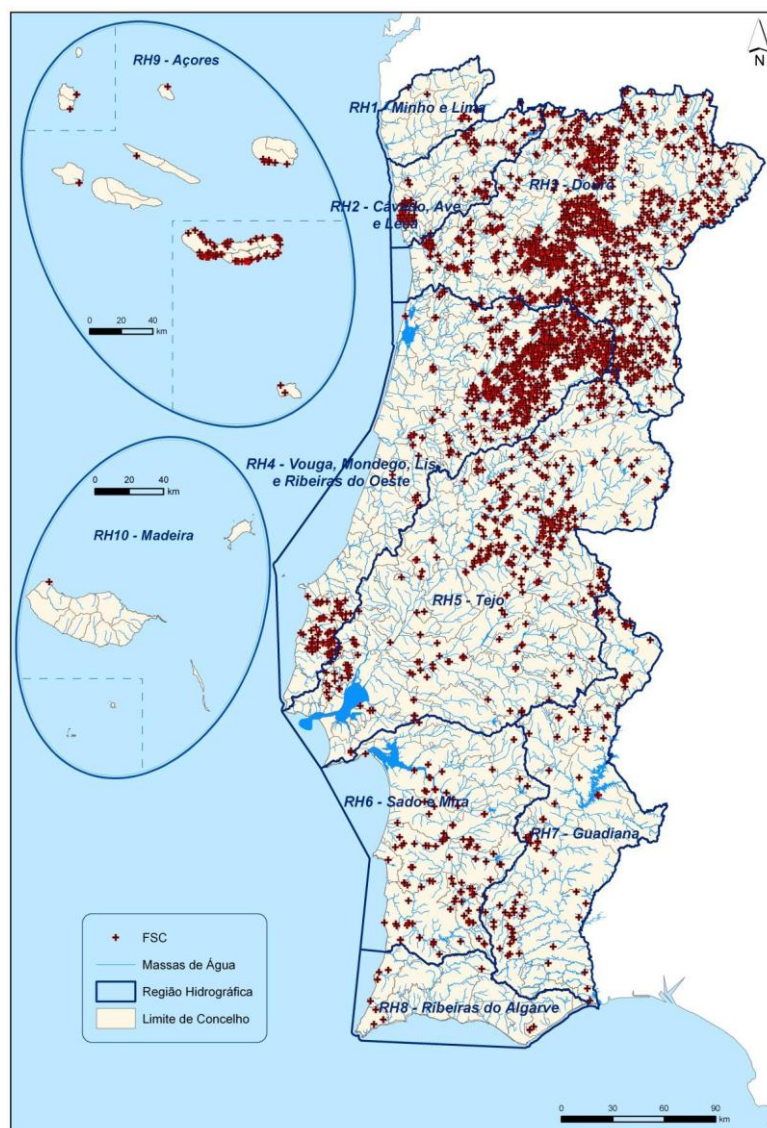 RH9 - Açores
N
RH1 - Minho e Lima
RH3 - Douro
RH2 - Cávado, Ave
e Leça
0 20 40
km
RH4 - Vouga, Mondego, Lis
e Ribeiras do Oeste
0 20 40
km
RH10 - Madeira
RH5 - Tejo
RH6 - Sado e Mira
RH7 - Guadiana
FSC
Massas de Água
Região Hidrográfica
Limite de Concelho
RH8 - Ribeiras do Algarve
0 30 60 90
km